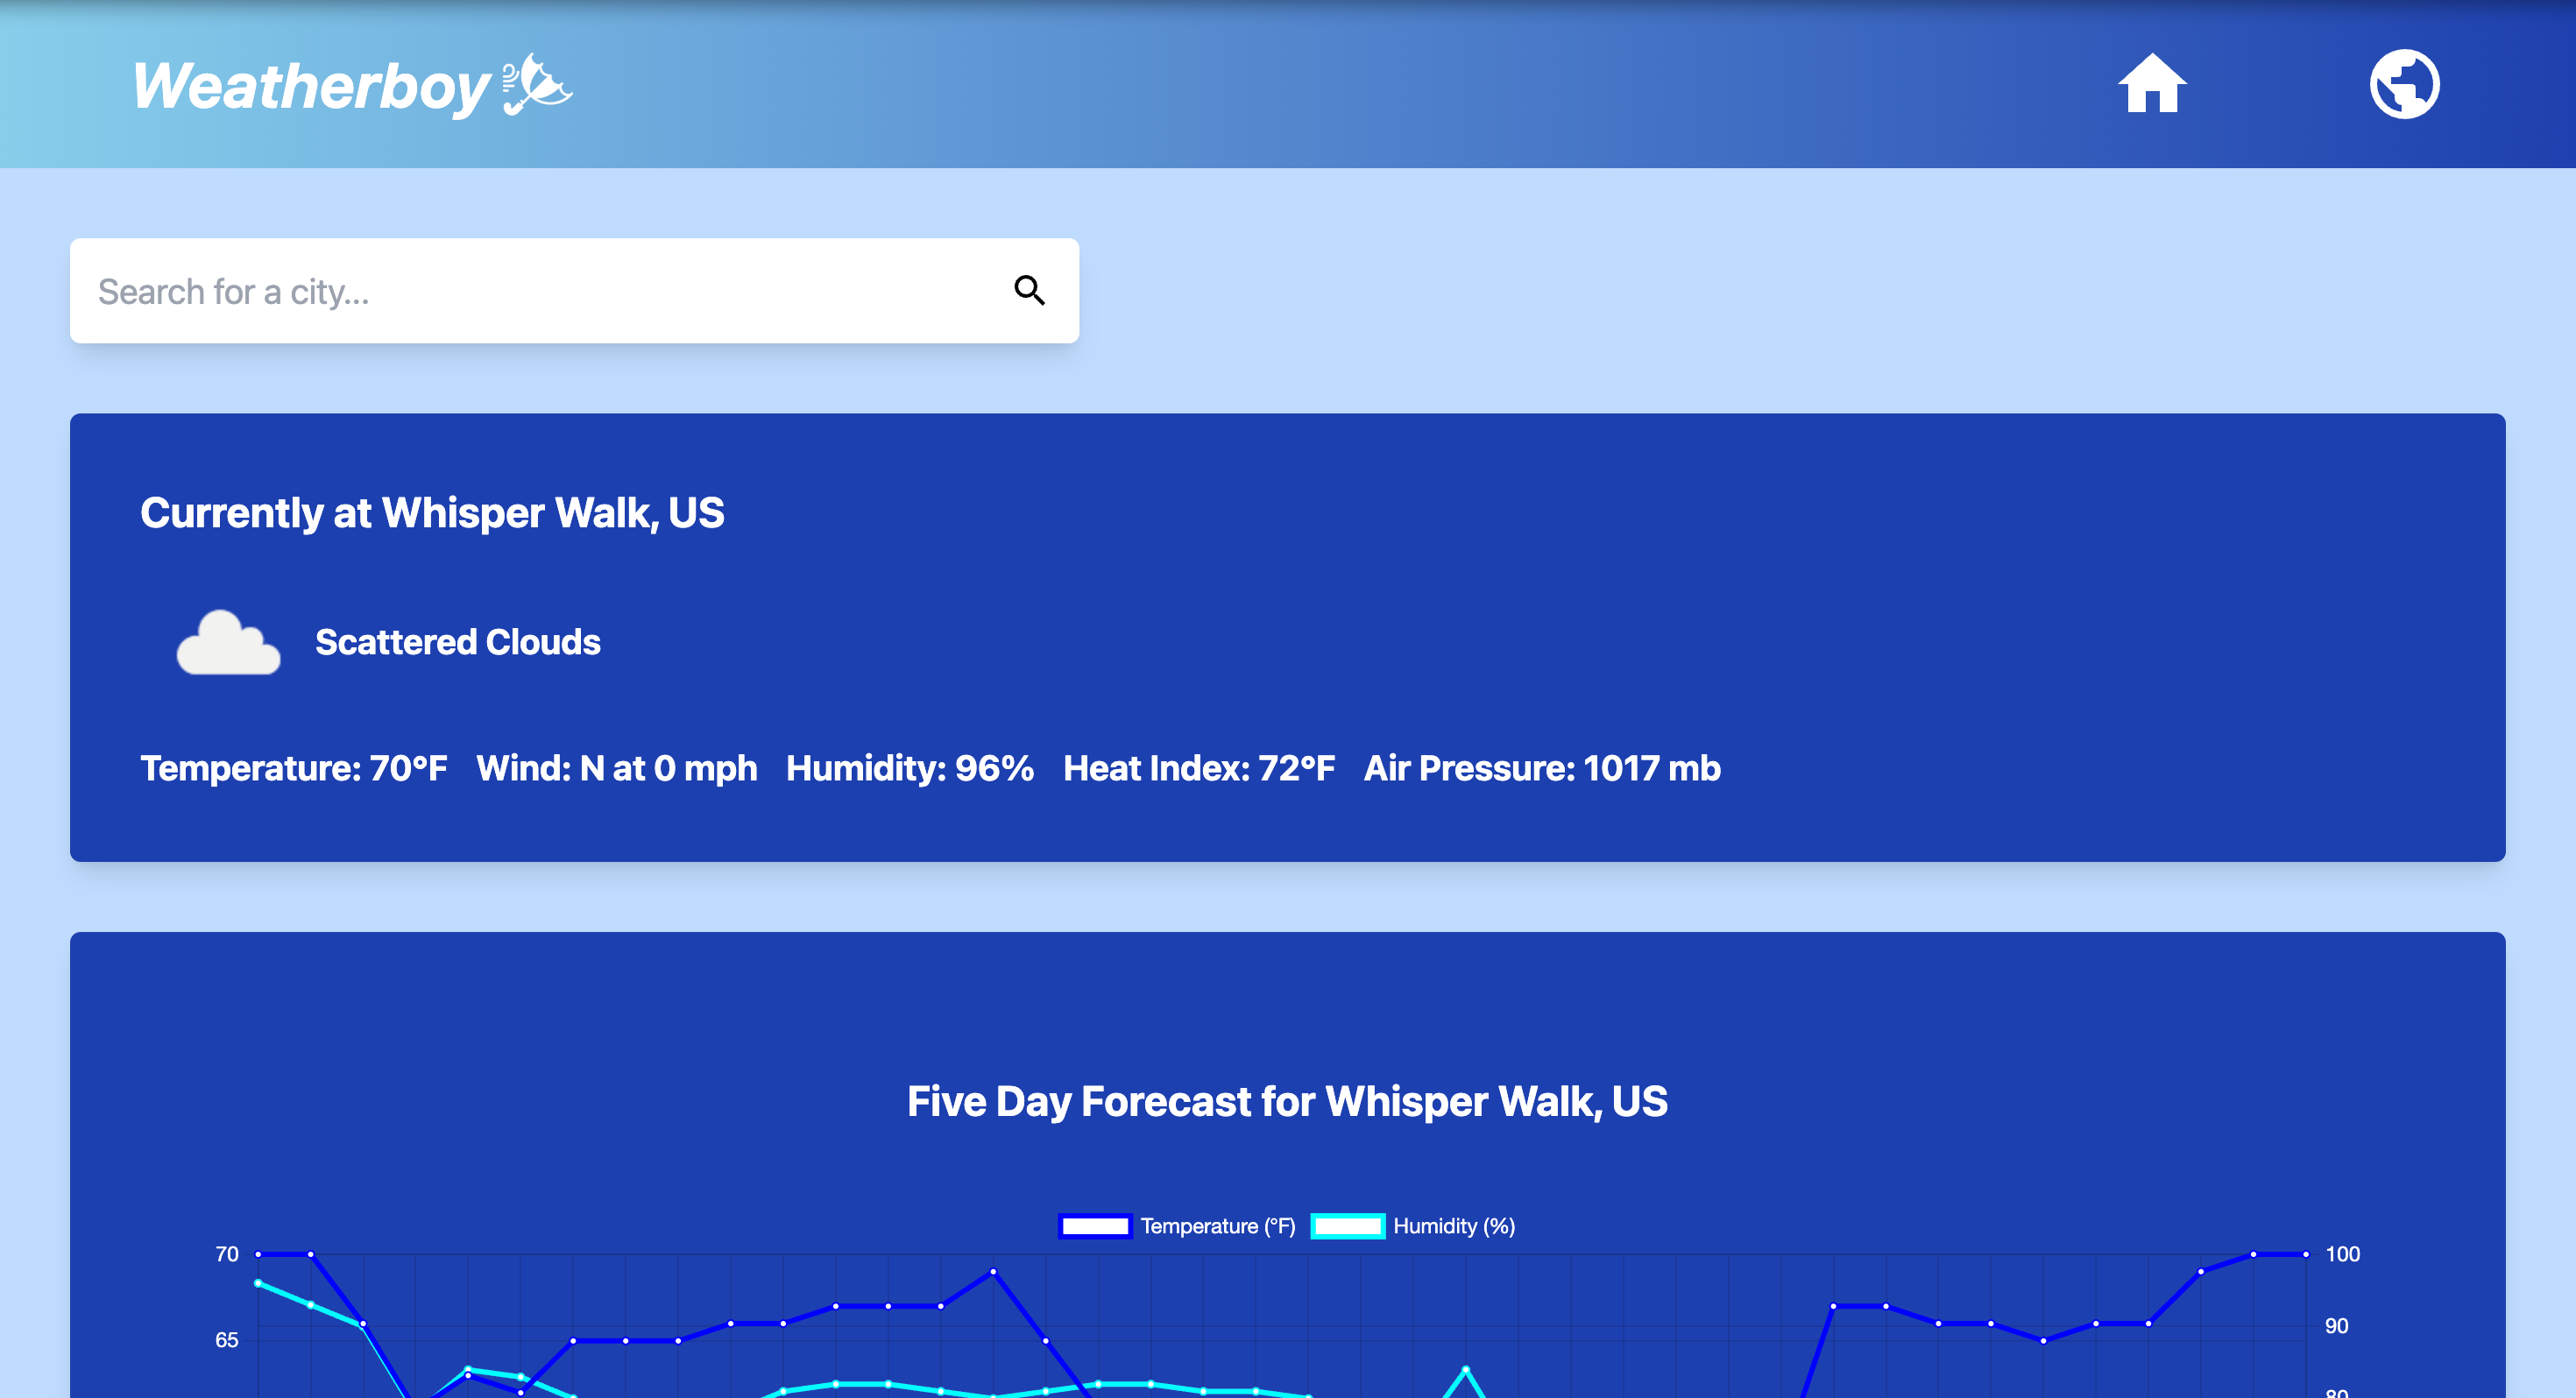 Weatherboy
Search for a city...
Currently at Whisper Walk, US
Scattered Clouds
Temperature: 70°F Wind: N at 0 mph Humidity: 96% Heat Index: 72°F Air Pressure: 1017 mb
Five Day Forecast for Whisper Walk, US
Temperature (°F) Humidity (%)
70 100
65 90
80